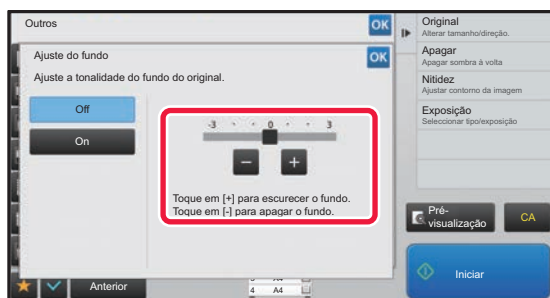 Outros
OK
Ajuste do fundo
OK
Ajuste a tonalidade do fundo do original.
Off
On
-3 0 3
Toque em [+] para escurecer o fundo.
Toque em [-] para apagar o fundo.
Anterior
4 A4
Original
Alterar tamanho/direção.
Apagar
Apagar sombra à volta
Nitidez
Ajustar contorno da imagem
Exposição
Seleccionar tipo/exposição
Pré-
visualização
CA
Iniciar